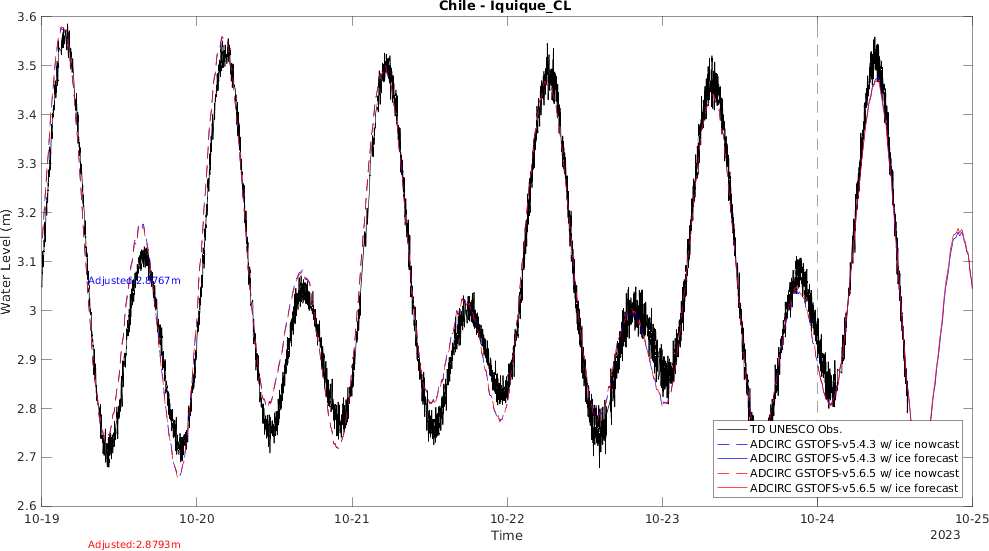 Chile - Iquique_CL
3.6
3.5
3.4
3.3
3.2
3.1
3
2.9
2.8
2.7
2.6
Water Level (m)
Adjusted:2.8767m
TD UNESCO Obs.
ADCIRC GSTOFS-v5.4.3 w/ ice nowcast
ADCIRC GSTOFS-v5.4.3 w/ ice forecast
ADCIRC GSTOFS-v5.6.5 w/ ice nowcast
ADCIRC GSTOFS-v5.6.5 w/ ice forecast
10-19 10-20 10-21 10-22 10-23 10-24 10-25
Time
2023
Adjusted:2.8793m